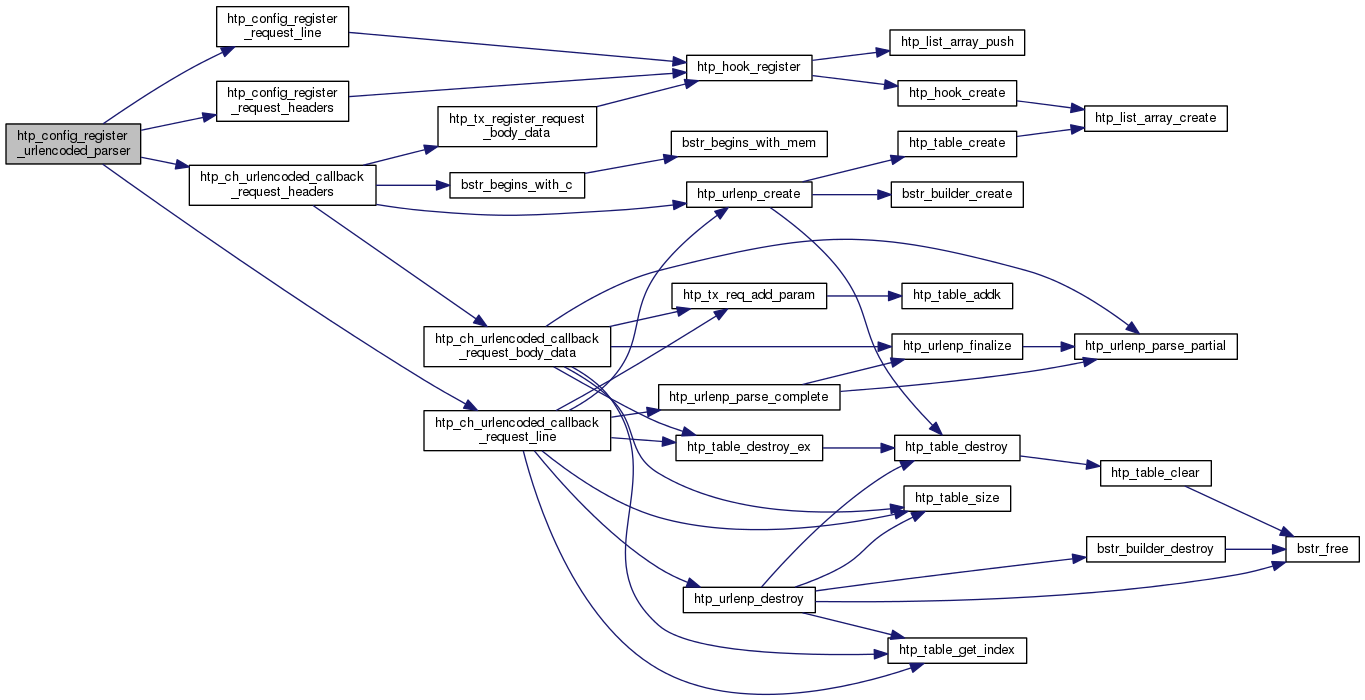 htp_config_register
_urlencoded_parser
htp_config_register
_request_line
htp_config_register
_request_headers
htp_ch_urlencoded_callback
_request_headers
htp_ch_urlencoded_callback
_request_body_data
htp_ch_urlencoded_callback
_request_line
htp_tx_register_request
_body_data
bstr_begins_with_c
htp_hook_register
bstr_begins_with_mem
htp_urlenp_create
htp_tx_req_add_param
htp_urlenp_parse_complete
htp_table_destroy_ex
htp_urlenp_destroy
htp_list_array_push
htp_hook_create
htp_table_create
bstr_builder_create
htp_table_addk
htp_urlenp_finalize
htp_table_destroy
htp_table_size
htp_table_get_index
htp_list_array_create
htp_urlenp_parse_partial
htp_table_clear
bstr_builder_destroy
bstr_free